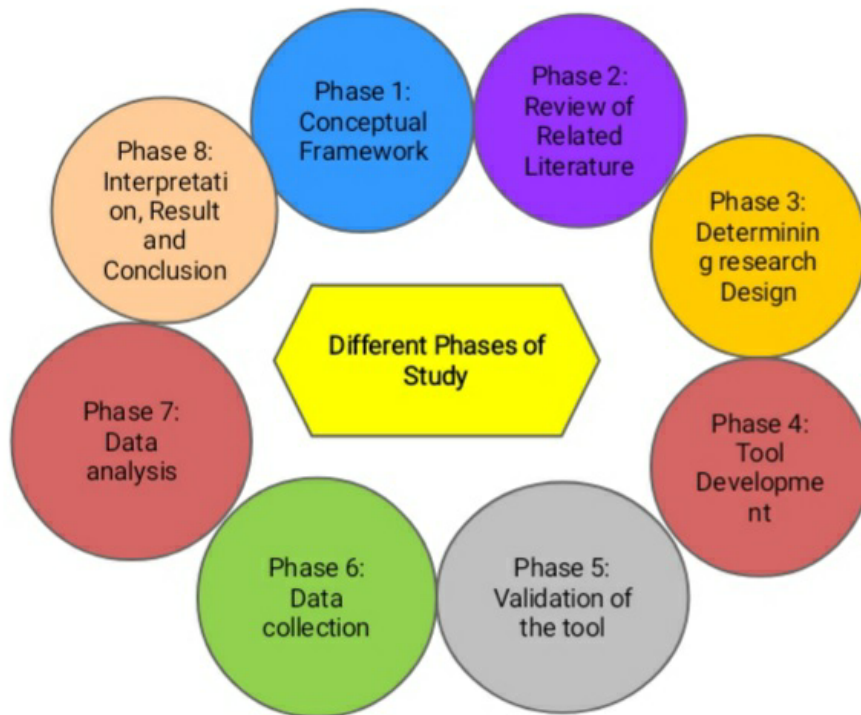 Phase 1:
Conceptual
Framework
Phase 2:
Review of
Related
Literature
Phase 3:
Determinin
g research
Design
Phase 4:
Tool
Developme
nt
Phase 5:
Validation of
the tool
Phase 6:
Data
collection
Phase 7:
Data
analysis
Phase 8:
Interpretati
on, Result
and
Conclusion
Different Phases of
Study